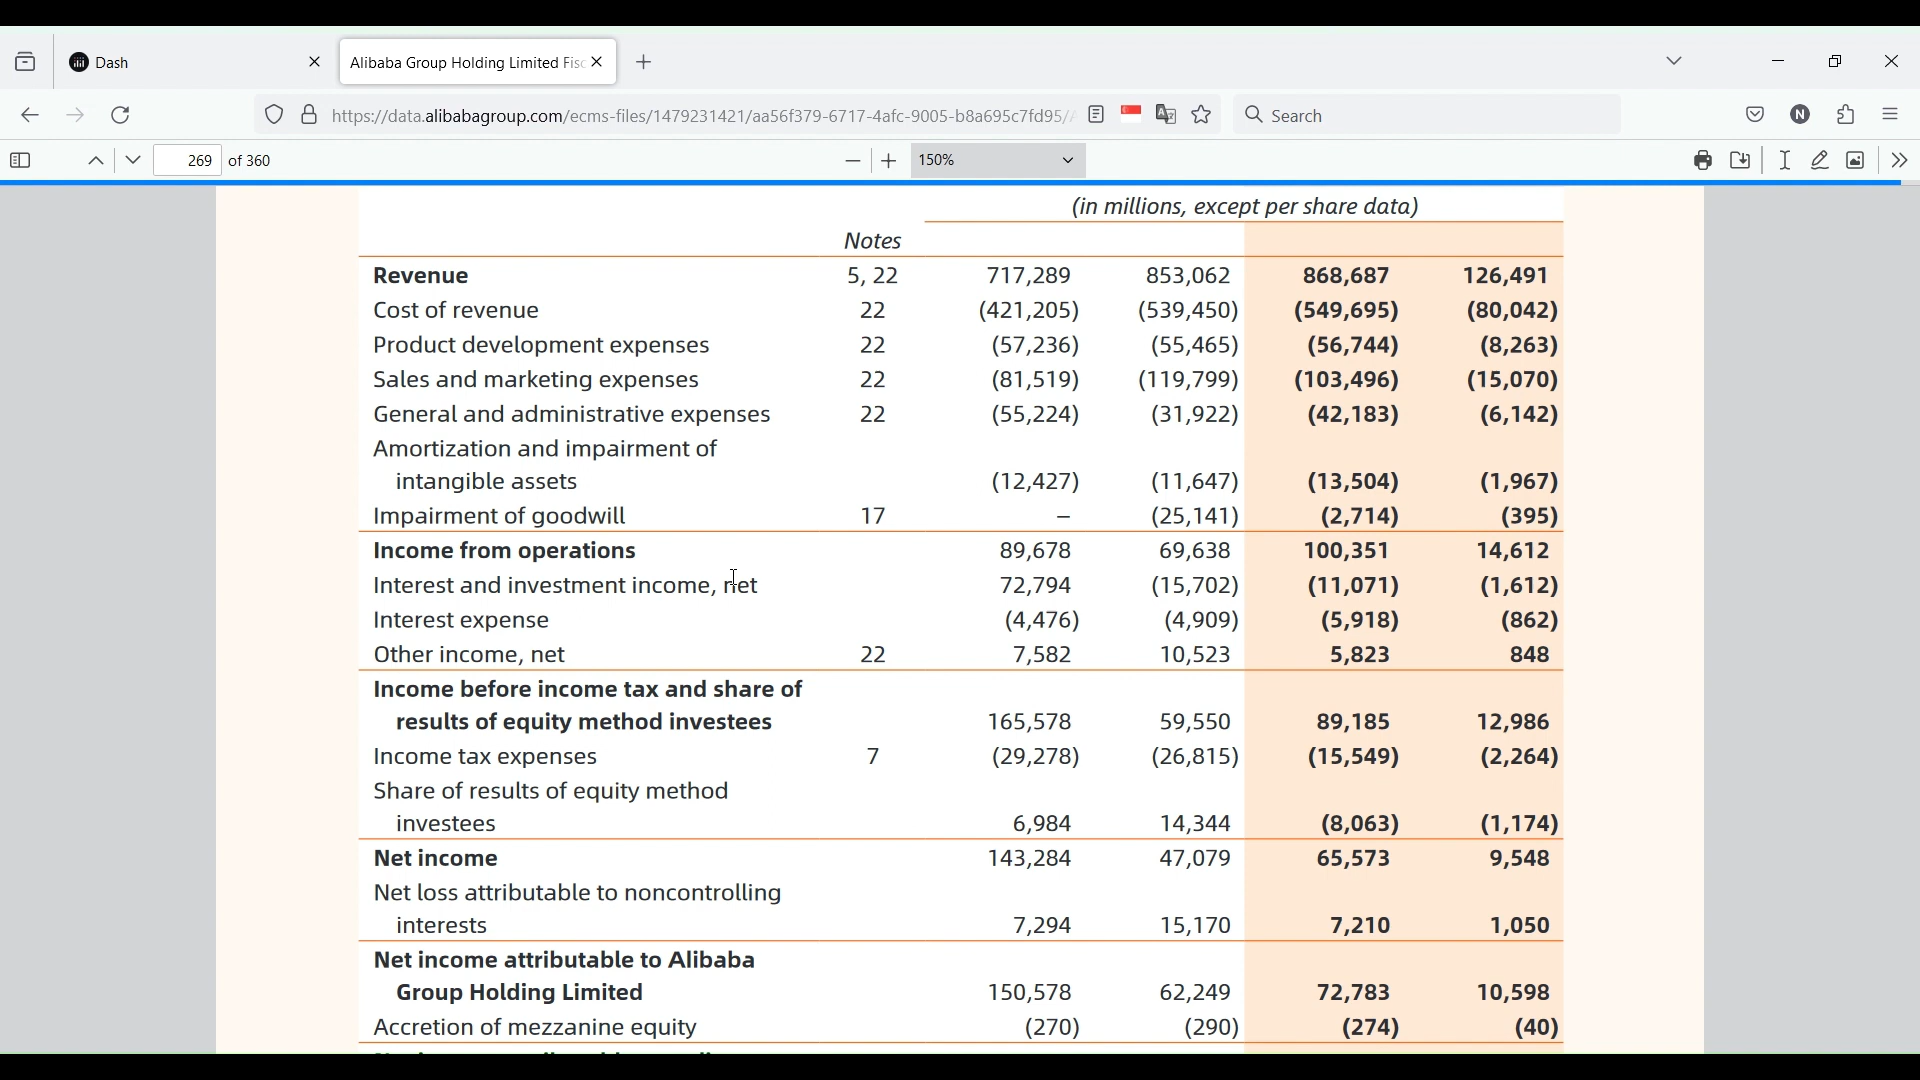 Dash
Alibaba Group Holding Limited Fisc
https://data.alibabagroup.com/ecms-files/1479231421/aa56f379-6717-4afc-9005-b8a695c7fd95/
Search
N
269 of 360
150%
(in millions, except per share data)
Notes
Revenue 5, 22 717,289 853,062 868,687 126,491
Cost of revenue 22 (421,205) (539,450) (549,695) (80,042)
Product development expenses 22 (57,236) (55,465) (56,744) (8,263)
Sales and marketing expenses 22 (81,519) (119,799) (103,496) (15,070)
General and administrative expenses 22 (55,224) (31,922) (42,183) (6,142)
Amortization and impairment of
intangible assets (12,427) (11,647) (13,504) (1,967)
Impairment of goodwill 17 – (25,141) (2,714) (395)
Income from operations 89,678 69,638 100,351 14,612
Interest and investment income, net 72,794 (15,702) (11,071) (1,612)
Interest expense (4,476) (4,909) (5,918) (862)
Other income, net 22 7,582 10,523 5,823 848
Income before income tax and share of
results of equity method investees 165,578 59,550 89,185 12,986
Income tax expenses 7 (29,278) (26,815) (15,549) (2,264)
Share of results of equity method
investees 6,984 14,344 (8,063) (1,174)
Net income 143,284 47,079 65,573 9,548
Net loss attributable to noncontrolling
interests 7,294 15,170 7,210 1,050
Net income attributable to Alibaba
Group Holding Limited 150,578 62,249 72,783 10,598
Accretion of mezzanine equity (270) (290) (274) (40)